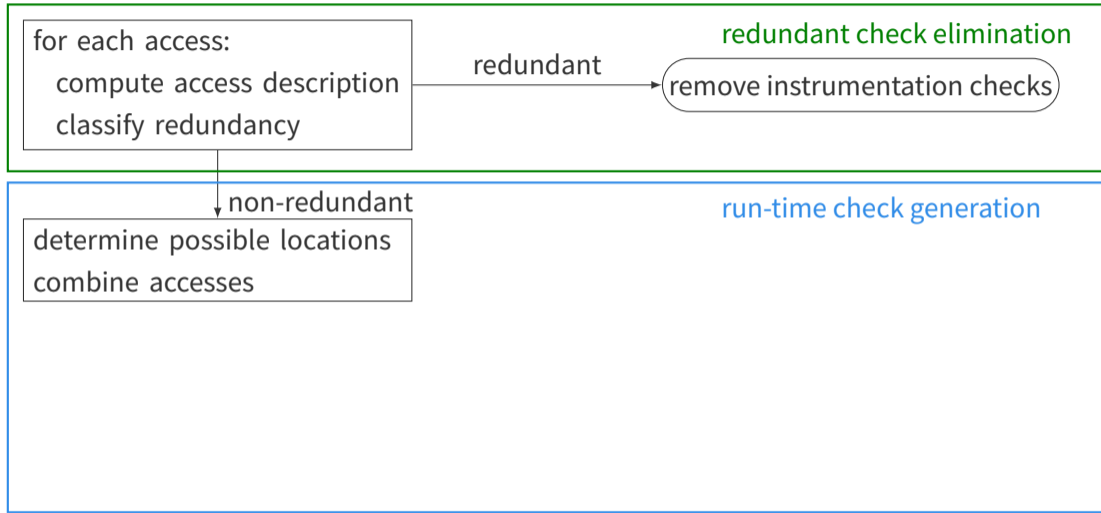 redundant check elimination
for each access:
compute access description
classify redundancy
redundant
remove instrumentation checks
non-redundant
run-time check generation
determine possible locations
combine accesses